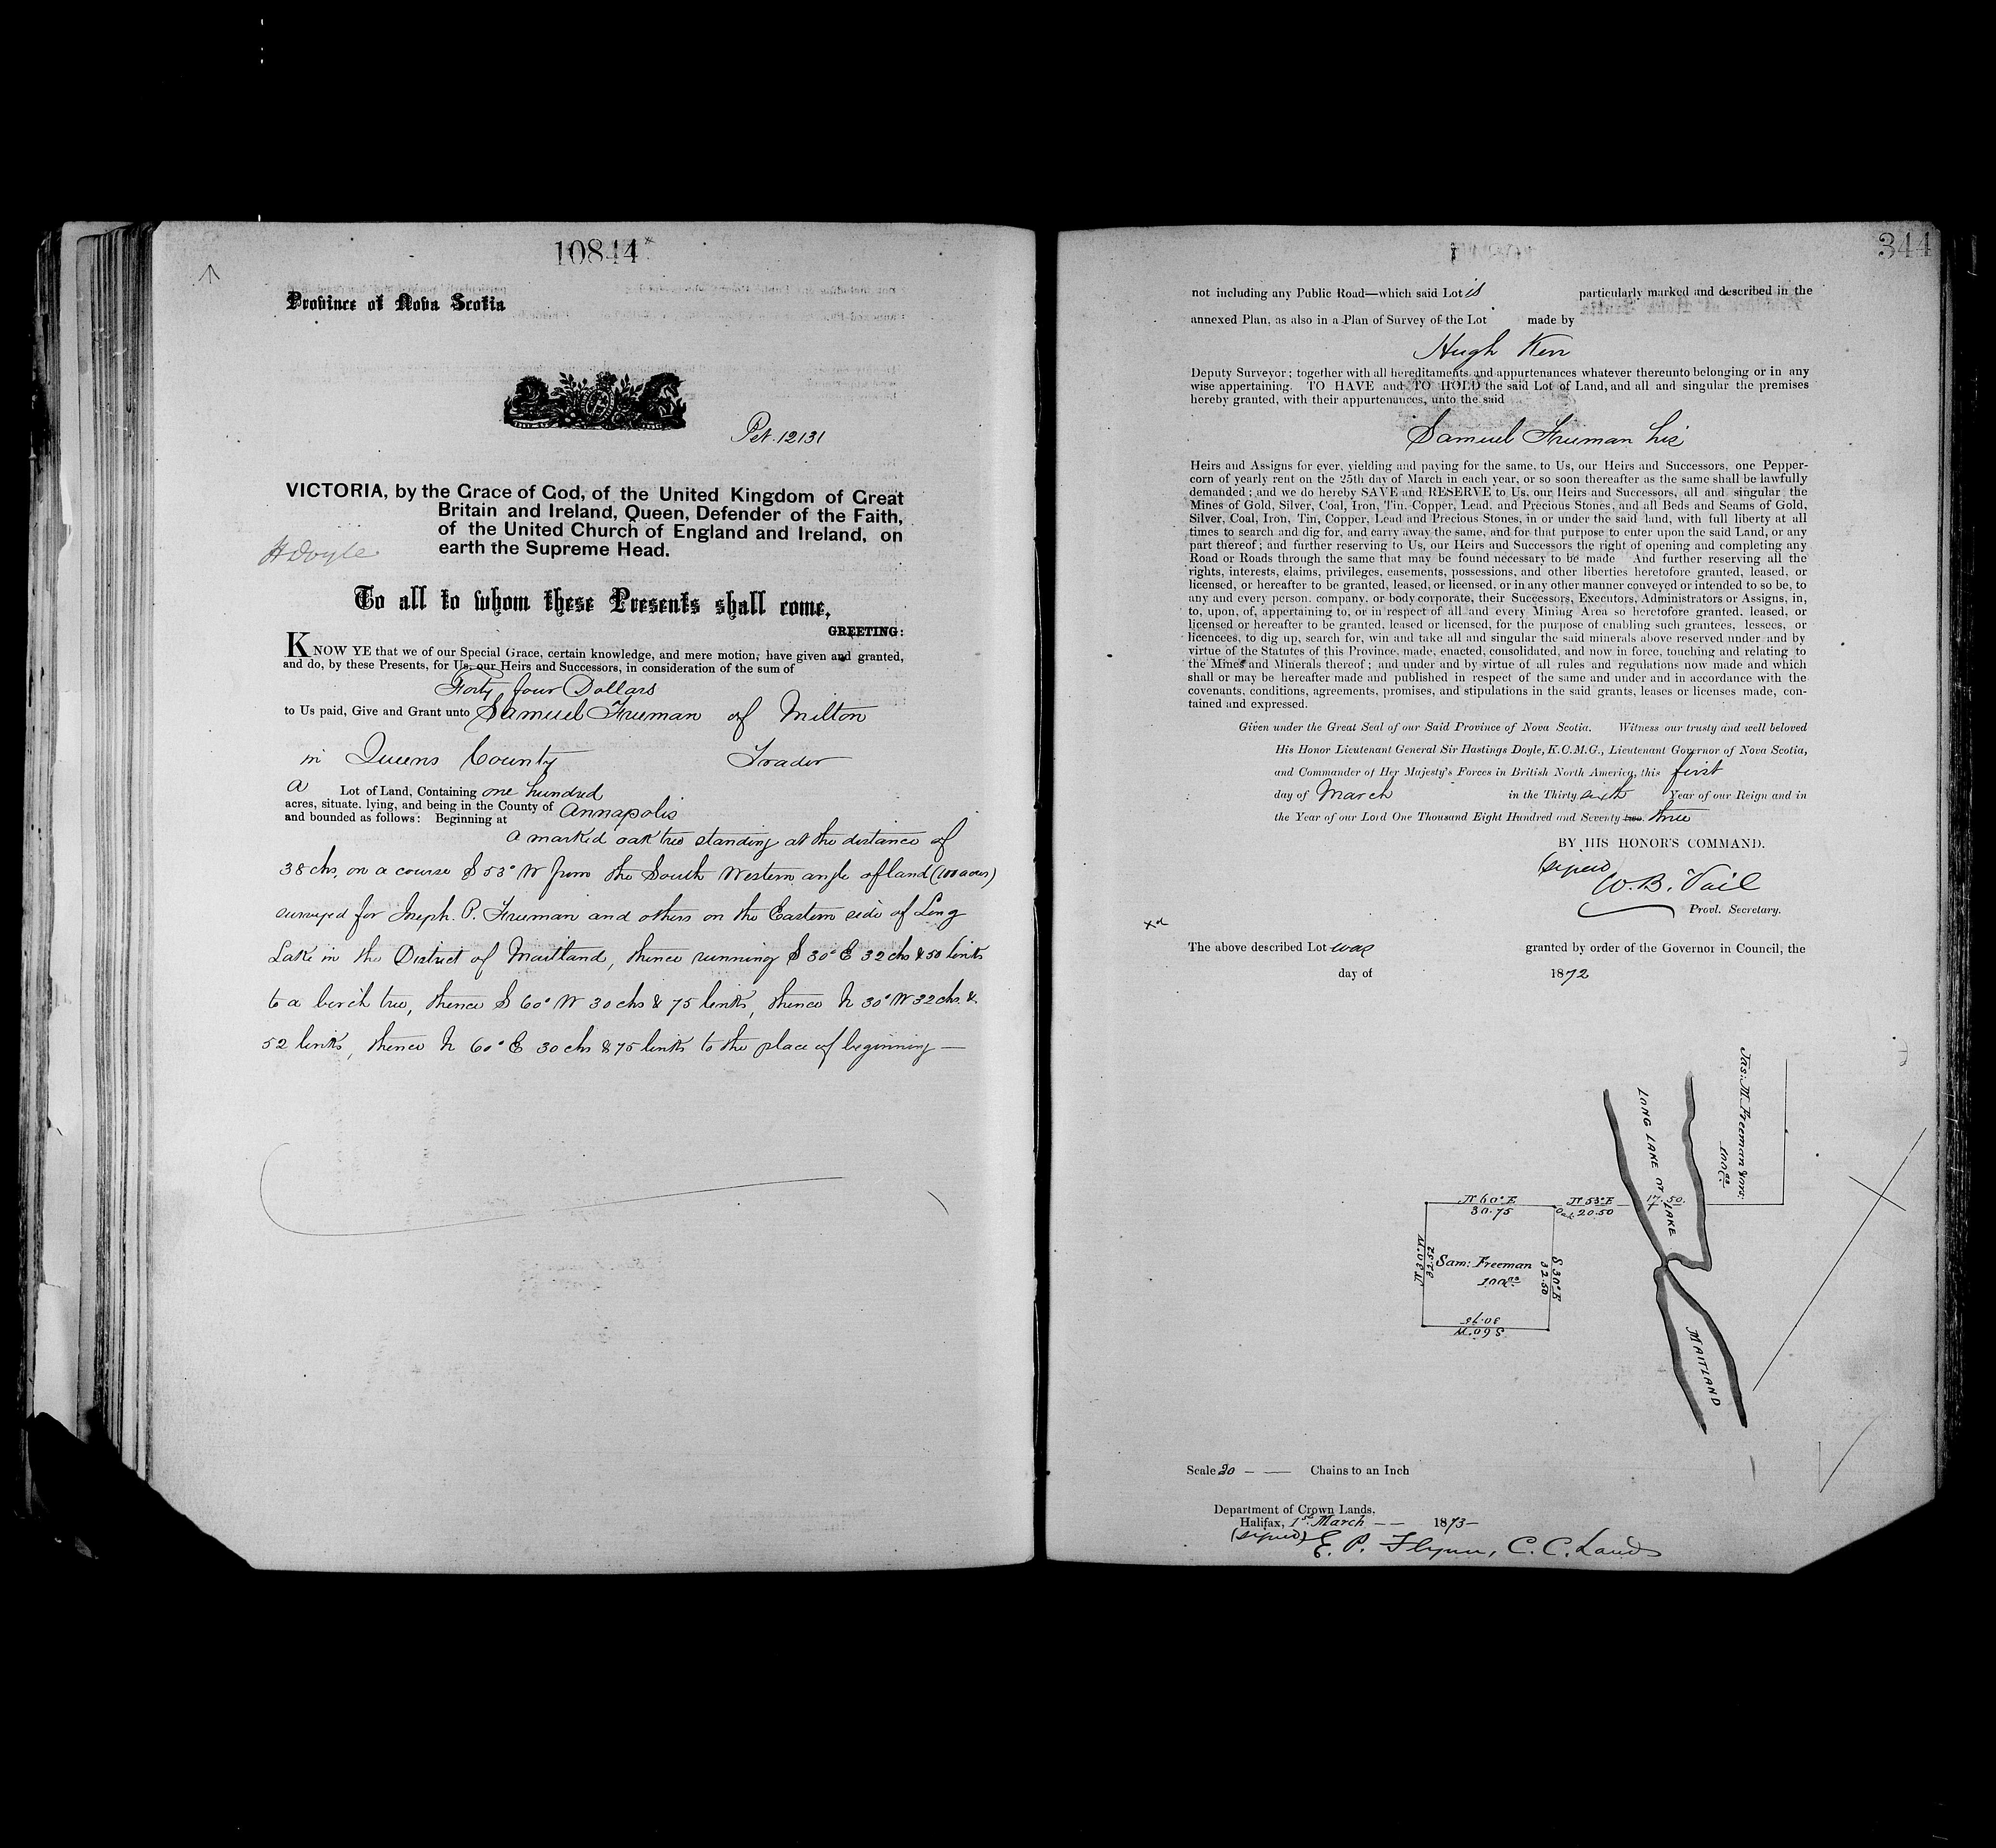 10844
Province of Nova Scotia
Pet. 12131
VICTORIA, by the Grace of God, of the United Kingdom of Great
Britain and Ireland, Queen, Defender of the Faith,
of the United Church of England and Ireland, on
earth the Supreme Head.
H Doyle
To all to whom these Presents shall come,
GREETING:
KNOW YE that we of our Special Grace, certain knowledge, and mere motion, have given and granted,
and do, by these Presents, for Us, our Heirs and Successors, in consideration of the sum of
Forty four Dollars
to Us paid, Give and Grant unto Samuel Freeman of Milton
in Queens County Trader
a Lot of Land, Containing one hundred
acres, situate, lying, and being in the County of Annapolis
and bounded as follows: Beginning at
a marked oak tree standing at the distance of
38 chs. on a course S 53° W from the South Western angle of land (100 acres)
surveyed for Joseph. P. Freeman and others on the Eastern side of Long
Lake in the District of Maitland, thence running S 30° E 32 chs & 50 links
to a birch tree, thence S 60° W 30 chs & 75 links, thence N 30° W 32 chs. &
52 links, thence N 60° E 30 chs & 75 links to the place of beginning —
344
not including any Public Road—which said Lot is particularly marked and described in the
annexed Plan, as also in a Plan of Survey of the Lot made by
Hugh Kerr
Deputy Surveyor; together with all hereditaments and appurtenances whatever thereunto belonging or in any
wise appertaining. TO HAVE and TO HOLD the said Lot of Land, and all and singular the premises
hereby granted, with their appurtenances, unto the said
Samuel Freeman his
Heirs and Assigns for ever, yielding and paying for the same, to Us, our Heirs and Successors, one Pepper-
corn of yearly rent on the 25th day of March in each year, or so soon thereafter as the same shall be lawfully
demanded; and we do hereby SAVE and RESERVE to Us, our Heirs and Successors, all and singular the
Mines of Gold, Silver, Coal, Iron, Tin, Copper, Lead, and Precious Stones, and all Beds and Seams of Gold,
Silver, Coal, Iron, Tin, Copper, Lead and Precious Stones, in or under the said land, with full liberty at all
times to search and dig for, and carry away the same, and for that purpose to enter upon the said Land, or any
part thereof; and further reserving to Us, our Heirs and Successors the right of opening and completing any
Road or Roads through the same that may be found necessary to be made And further reserving all the
rights, interests, claims, privileges, easements, possessions, and other liberties heretofore granted, leased, or
licensed, or hereafter to be granted, leased, or licensed, or in any other manner conveyed or intended to so be, to
any and every person, company, or body corporate, their Successors, Executors, Administrators or Assigns, in,
to, upon, of, appertaining to, or in respect of all and every Mining Area so heretofore granted, leased, or
licensed or hereafter to be granted, leased or licensed, for the purpose of enabling such grantees, lessees, or
licencees, to dig up, search for, win and take all and singular the said minerals above reserved under and by
virtue of the Statutes of this Province, made, enacted, consolidated, and now in force, touching and relating to
the Mines and Minerals thereof; and under and by virtue of all rules and regulations now made and which
shall or may be hereafter made and published in respect of the same and under and in accordance with the
covenants, conditions, agreements, promises, and stipulations in the said grants, leases or licenses made, con-
tained and expressed.
Given under the Great Seal of our Said Province of Nova Scotia. Witness our trusty and well beloved
His Honor Lieutenant General Sir Hastings Doyle, K.C.M.G., Lieutenant Governor of Nova Scotia,
and Commander of Her Majesty's Forces in British North America, this first
day of March in the Thirty sixth Year of our Reign and in
the Year of our Lord One Thousand Eight Hundred and Seventy two. three
BY HIS HONOR'S COMMAND.
(signed)
W. B. Vail
Provl. Secretary.
The above described Lot was granted by order of the Governor in Council, the
day of 1872
Jas: M. Freeman & ors.
100 as
LONG LAKE OR LAKE
MAITLAND
N 60° E
30.75
N 53° E
Oak 20.50
17.50.
N 30° W
32.52
Sam: Freeman
100 as
S 30° E
32.50
S 60° W
30.75
Scale 20 — — Chains to an Inch
Department of Crown Lands,
Halifax, 1st March — — 1873 —
(signed) E. P. Flynn, C. C. Lands